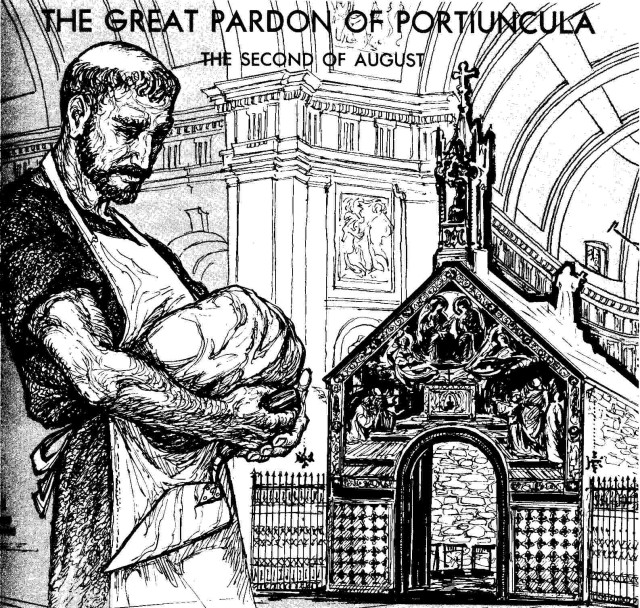 THE GREAT PARDON OF PORTIUNCULA
THE SECOND OF AUGUST